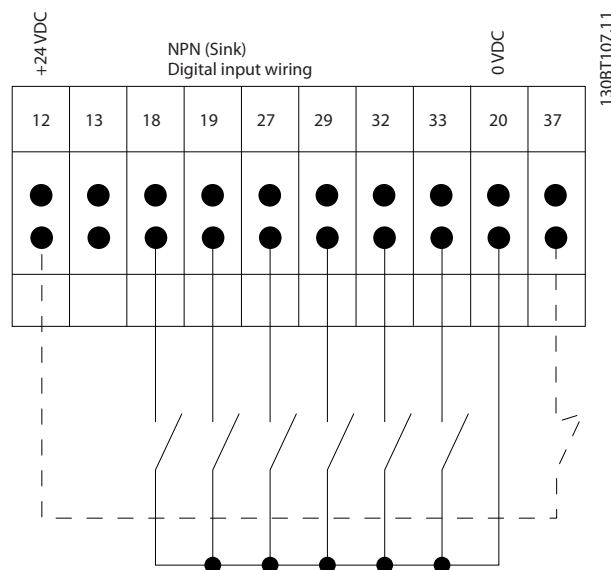 +24 VDC
NPN (Sink)
Digital input wiring
0 VDC
130BT107.11
12 13 18 19 27 29 32 33 20 37